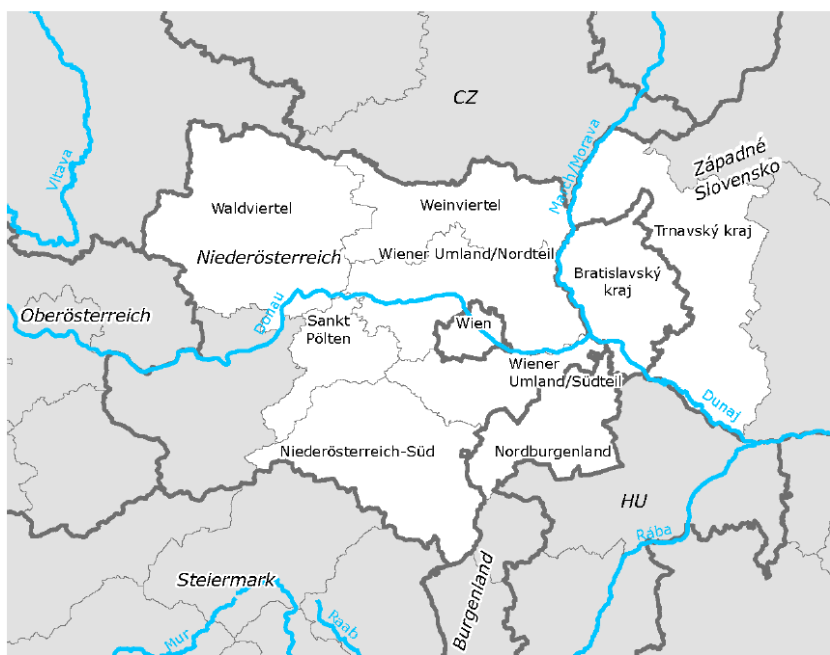 CZ
Vltava
March/Morava
Západné
Slovensko
Waldviertel
Weinviertel
Trnavský kraj
Niederösterreich
Wiener Umland/Nordteil
Bratislavský
kraj
Oberösterreich
Donau
Sankt
Pölten
Wien
Wiener
Umland/Südteil
Dunaj
Niederösterreich-Süd
Nordburgenland
HU
Rába
Steiermark
Burgenland
Mur
Raab